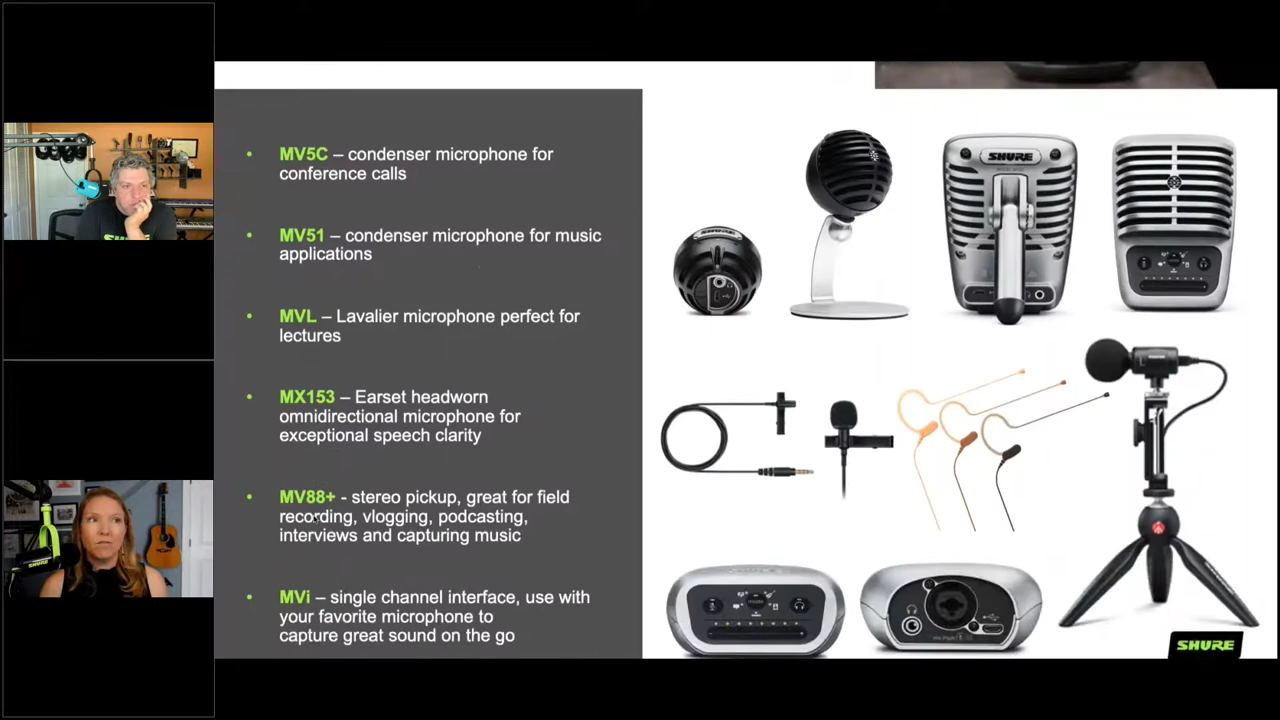 MV5C – condenser microphone for
conference calls
MV51 – condenser microphone for music
applications
MVL – Lavalier microphone perfect for
lectures
MX153 – Earset headworn
omnidirectional microphone for
exceptional speech clarity
MV88+ - stereo pickup, great for field
recording, vlogging, podcasting,
interviews and capturing music
MVi – single channel interface, use with
your favorite microphone to
capture great sound on the go
SHURE
SHURE